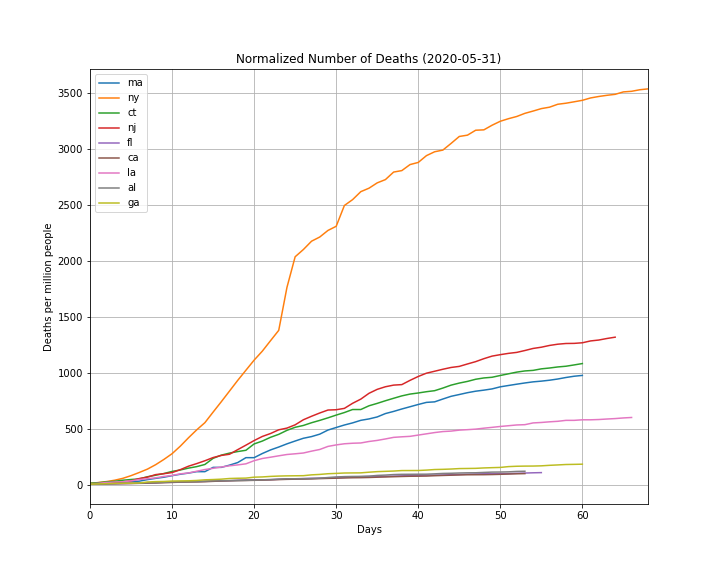 Normalized Number of Deaths (2020-05-31)
3500
3000
2500
2000
1500
1000
500
0
Deaths per million people
ma
ny
ct
nj
fl
ca
la
al
ga
0 10 20 30 40 50 60
Days